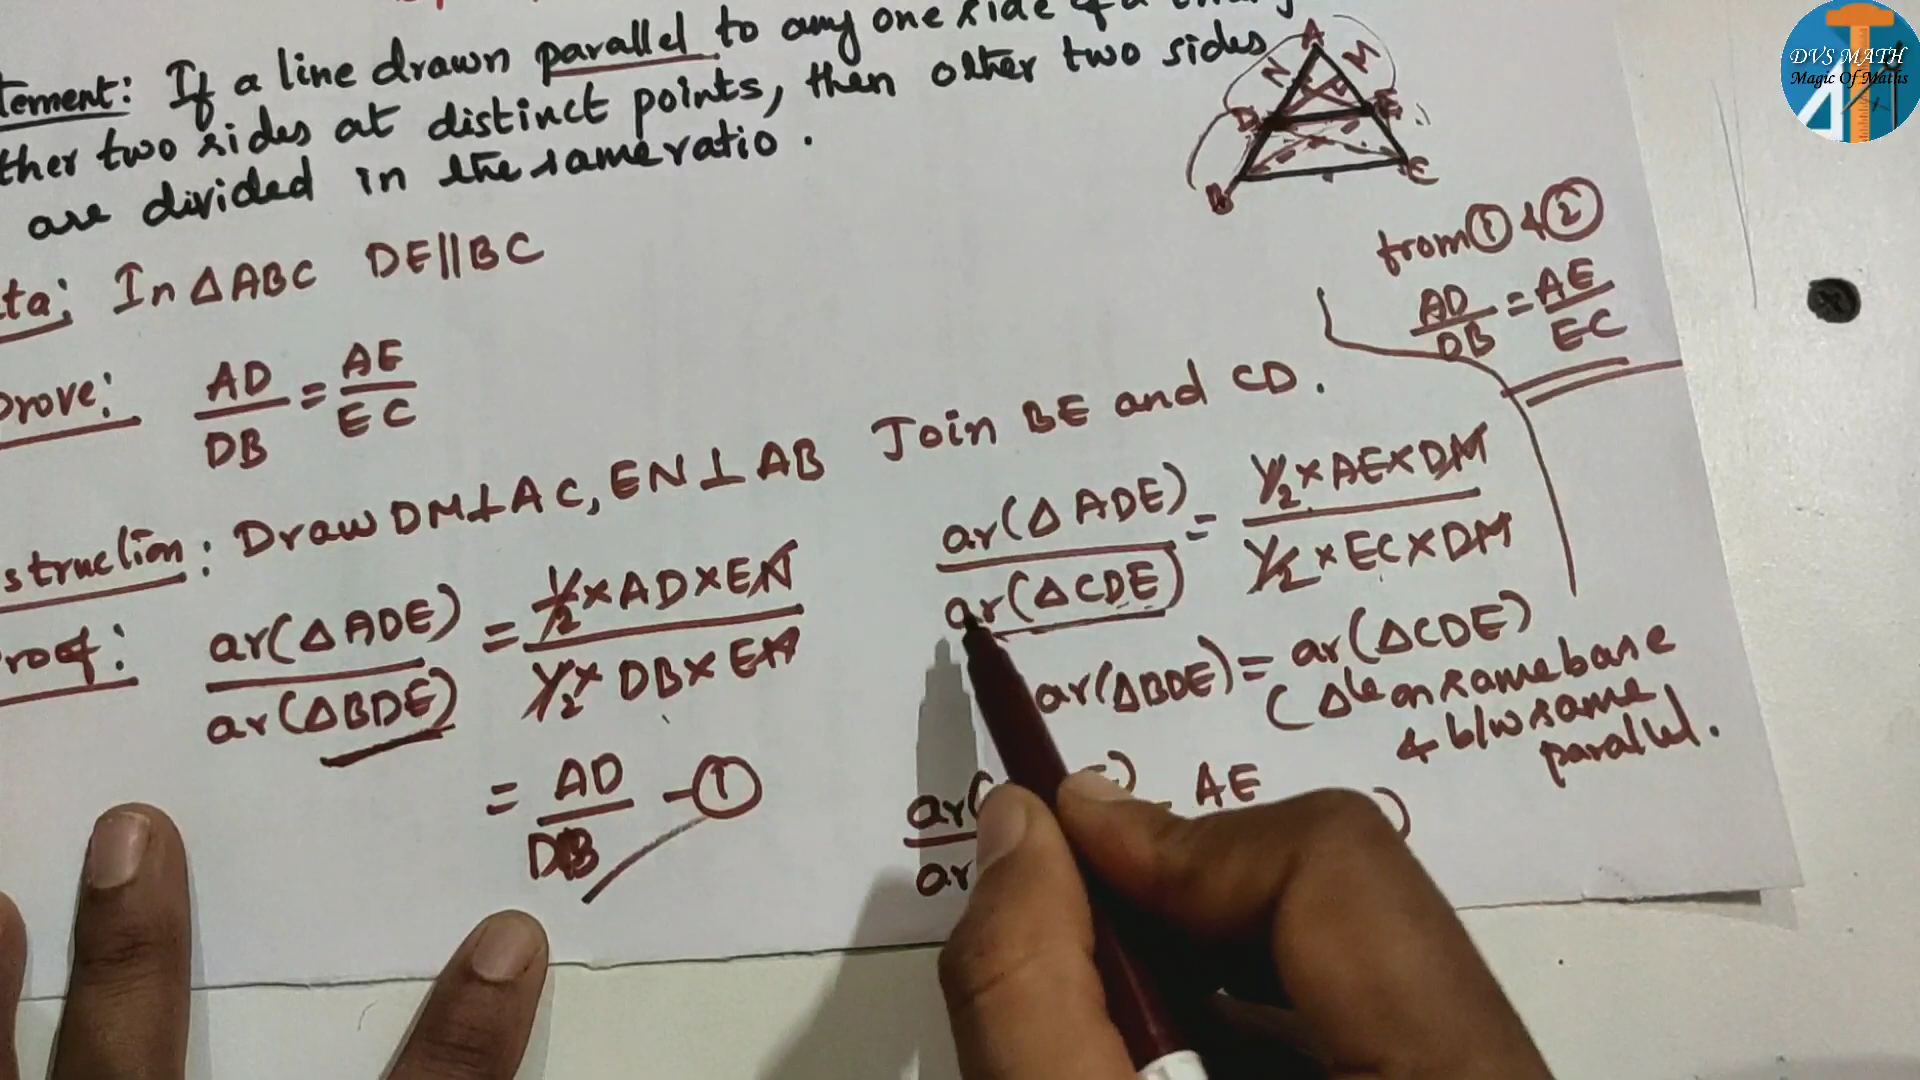 tement: If a line drawn parallel to any one side of a
ther two sides at distinct points, then other two sides
are divided in the same ratio.
ta: In ΔABC DE||BC
Prove: AD/DB = AE/EC
struction: Draw DM⊥AC, EN⊥AB Join BE and CD.
Proof: ar(ΔADE)/ar(ΔBDE) = 1/2×AD×EN / 1/2×DB×EN
= AD/DB - ①
ar(ΔADE)/ar(ΔCDE) = 1/2×AE×DM / 1/2×EC×DM
ar(ΔBDE) = ar(ΔCDE)
(Δle on same base
& b/w same
parallel.
ar( E) AE )
ar
from ① & ②
AD/DB = AE/EC
A
N M
D E
B C
DVS MATH
Magic Of Maths